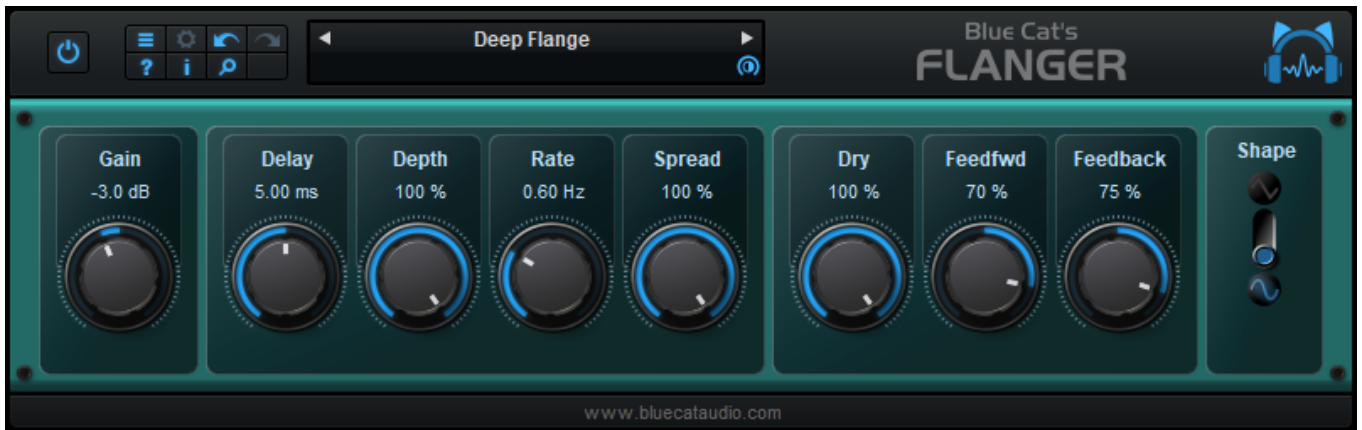 Deep Flange
Blue Cat's
FLANGER
? i
Gain
-3.0 dB
Delay
5.00 ms
Depth
100 %
Rate
0.60 Hz
Spread
100 %
Dry
100 %
Feedfwd
70 %
Feedback
75 %
Shape
www.bluecataudio.com